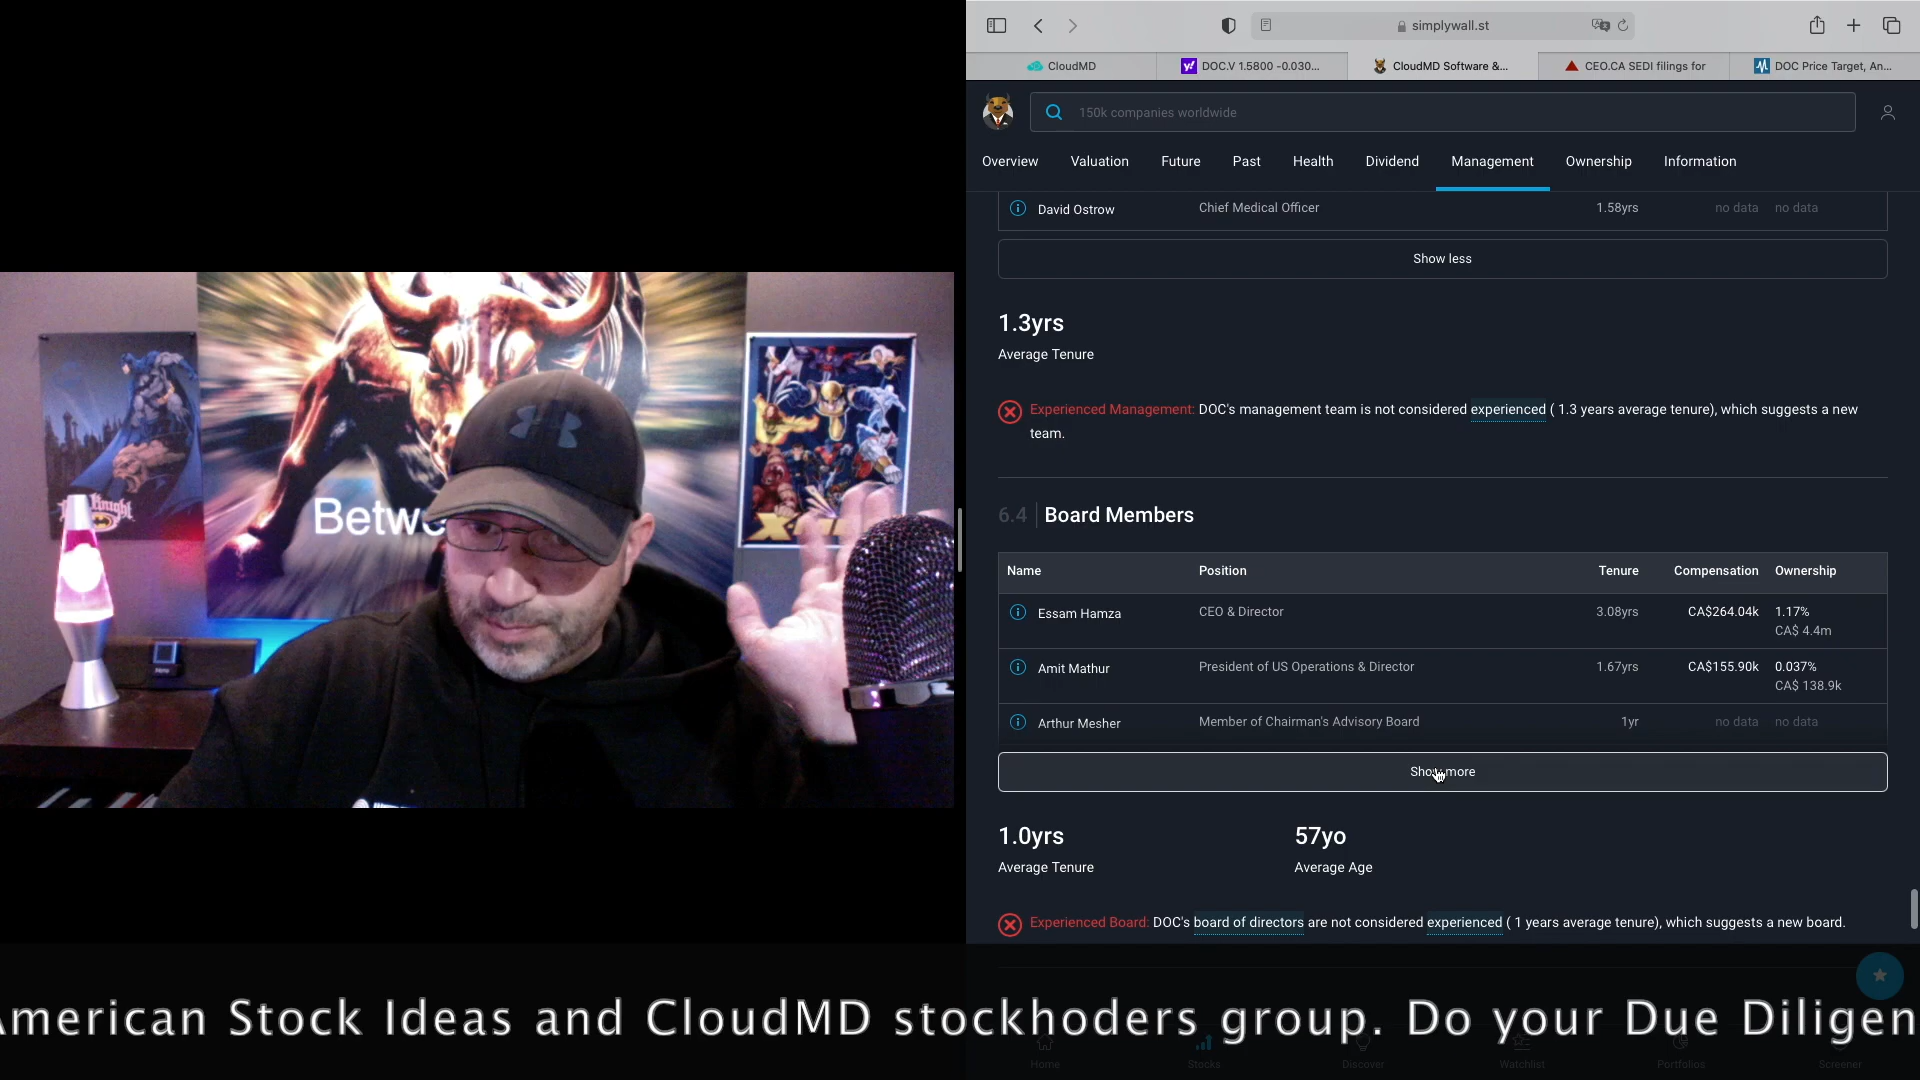 simplywall.st
CloudMD
DOC.V 1.5800 -0.030...
CloudMD Software &...
CEO.CA SEDI filings for
DOC Price Target, An...
150k companies worldwide
Overview Valuation Future Past Health Dividend Management Ownership Information
David Ostrow Chief Medical Officer 1.58yrs no data no data
Show less
1.3yrs
Average Tenure
Experienced Management: DOC's management team is not considered experienced ( 1.3 years average tenure), which suggests a new
team.
6.4 Board Members
Name Position Tenure Compensation Ownership
Essam Hamza CEO & Director 3.08yrs CA$264.04k 1.17%
CA$ 4.4m
Amit Mathur President of US Operations & Director 1.67yrs CA$155.90k 0.037%
CA$ 138.9k
Arthur Mesher Member of Chairman's Advisory Board 1yr no data no data
Show more
1.0yrs 57yo
Average Tenure Average Age
Experienced Board: DOC's board of directors are not considered experienced ( 1 years average tenure), which suggests a new board.
Betwe
American Stock Ideas and CloudMD stockhoders group. Do your Due Diligen
Home Stocks Discover Watchlist Portfolios Screener